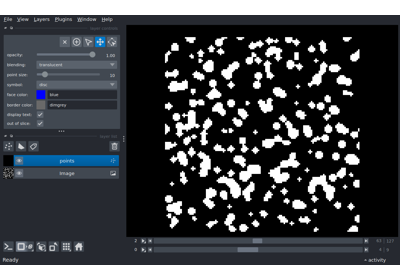 File View Layers Plugins Window Help
opacity: 1.00
blending: translucent
point size: 10
symbol: disc
face color: blue
border color: dimgrey
display text:
out of slice:
points
Image
2
0
Ready
activity